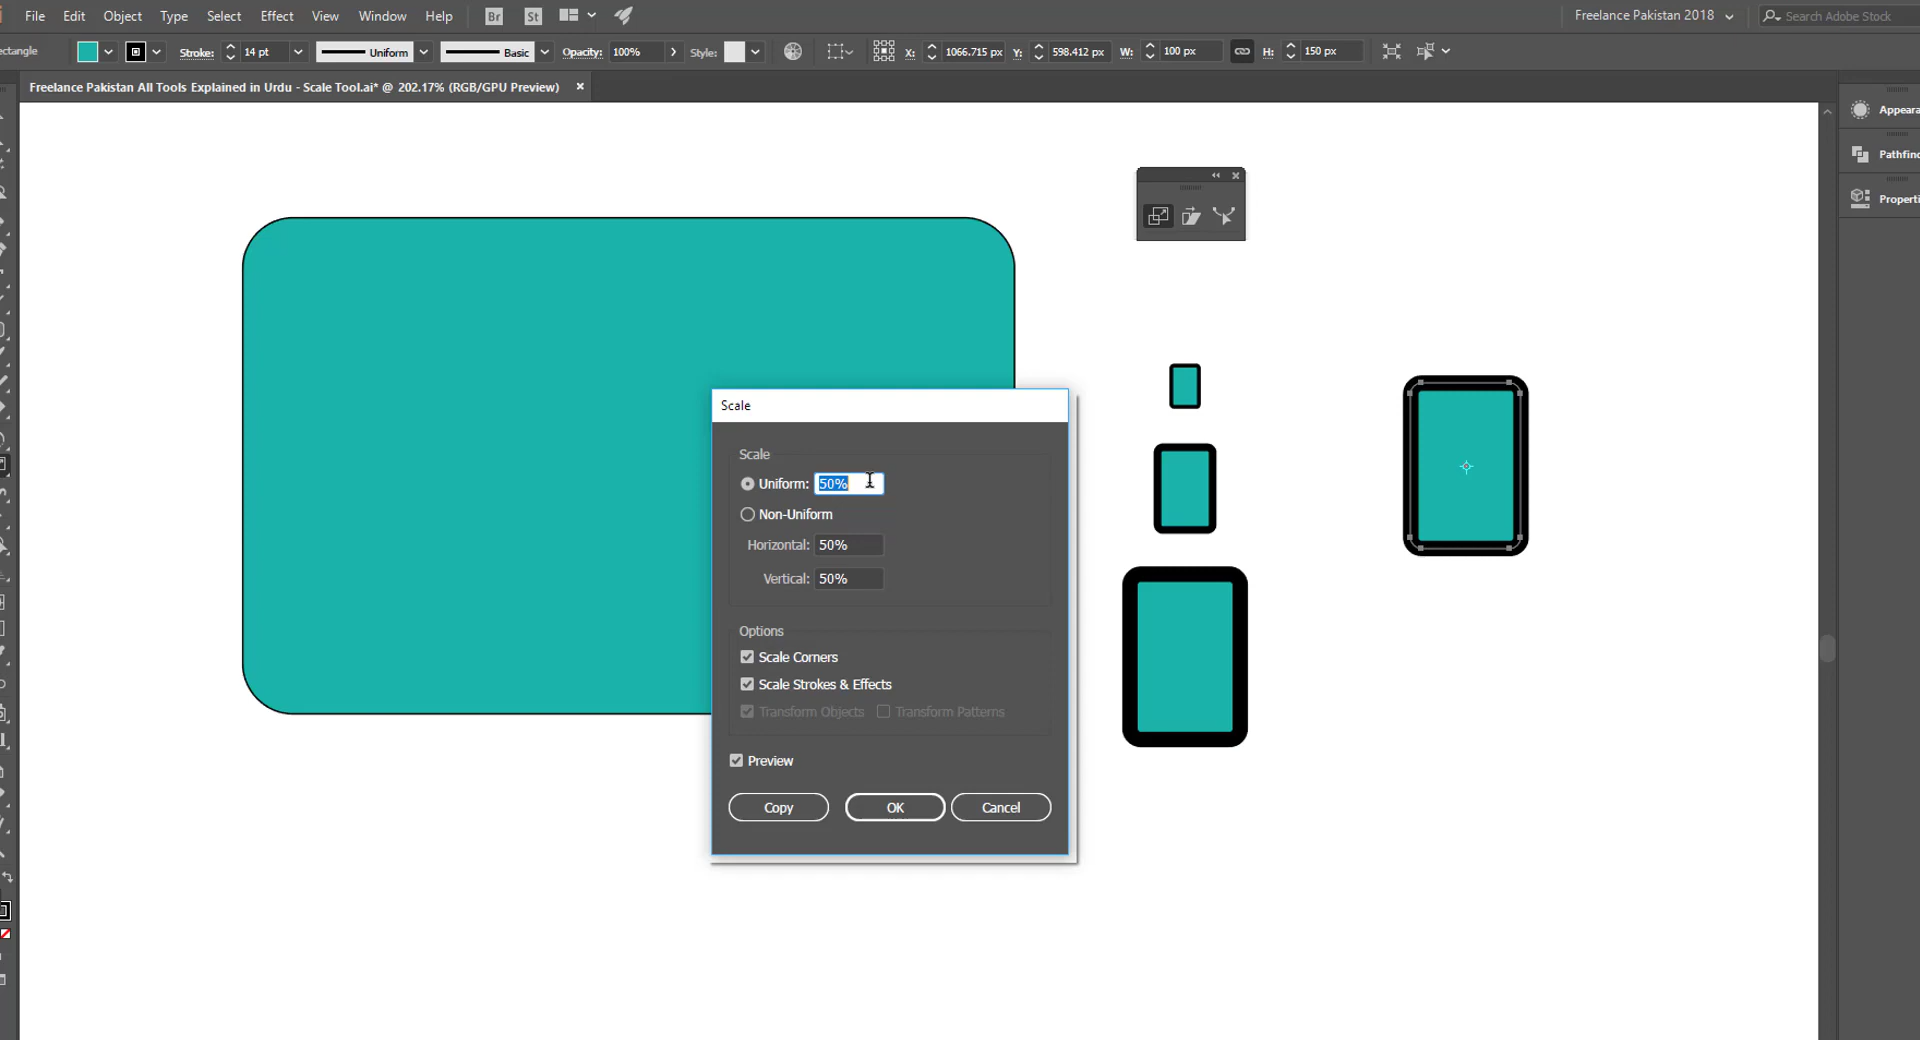 File Edit Object Type Select Effect View Window Help Br St Freelance Pakistan 2018 Search Adobe Stock
Stroke: 14 pt Uniform Basic Opacity: 100% Style: X: 1066.715 px Y: 598.412 px W: 100 px H: 150 px
Freelance Pakistan All Tools Explained in Urdu - Scale Tool.ai* @ 202.17% (RGB/GPU Preview) ×
Appeara
Pathfin
Properti
Scale
Scale
Uniform: 50%
Non-Uniform
Horizontal: 50%
Vertical: 50%
Options
Scale Corners
Scale Strokes & Effects
Transform Objects Transform Patterns
Preview
Copy OK Cancel